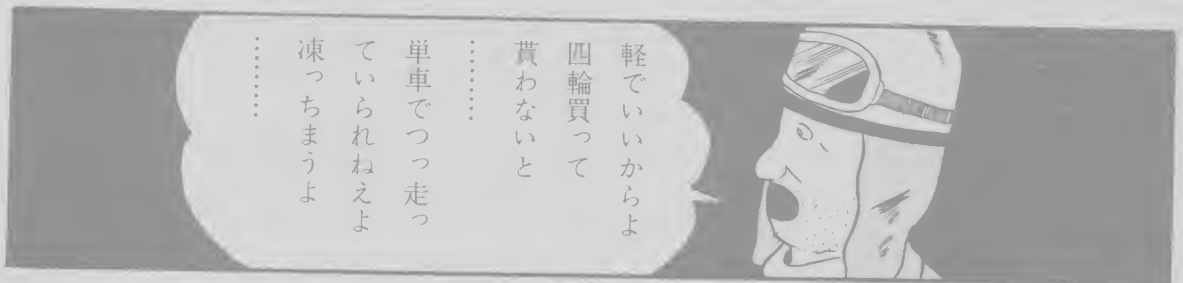 軽でいいからよ
四輪買って
貰わないと
………
単車でつっ走っ
ていられねえよ
凍っちまうよ
………